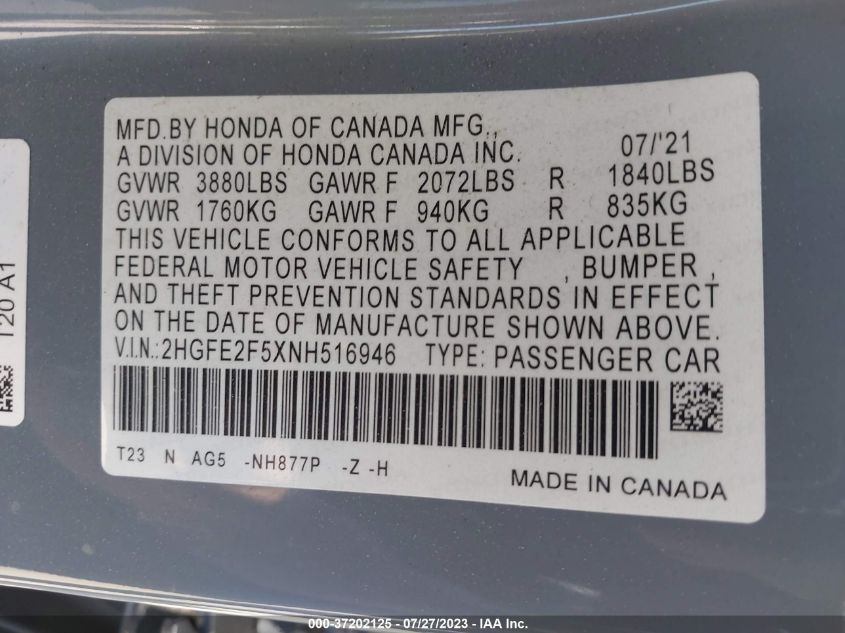 MFD.BY HONDA OF CANADA MFG.,
A DIVISION OF HONDA CANADA INC. 07/'21
GVWR 3880LBS GAWR F 2072LBS R 1840LBS
GVWR 1760KG GAWR F 940KG R 835KG
THIS VEHICLE CONFORMS TO ALL APPLICABLE
FEDERAL MOTOR VEHICLE SAFETY , BUMPER ,
AND THEFT PREVENTION STANDARDS IN EFFECT
ON THE DATE OF MANUFACTURE SHOWN ABOVE.
V.I.N.:2HGFE2F5XNH516946 TYPE: PASSENGER CAR
T23 N AG5 -NH877P -Z -H
MADE IN CANADA
T20 A1
000-37202125 / 07/27/2023 - IAA Inc.